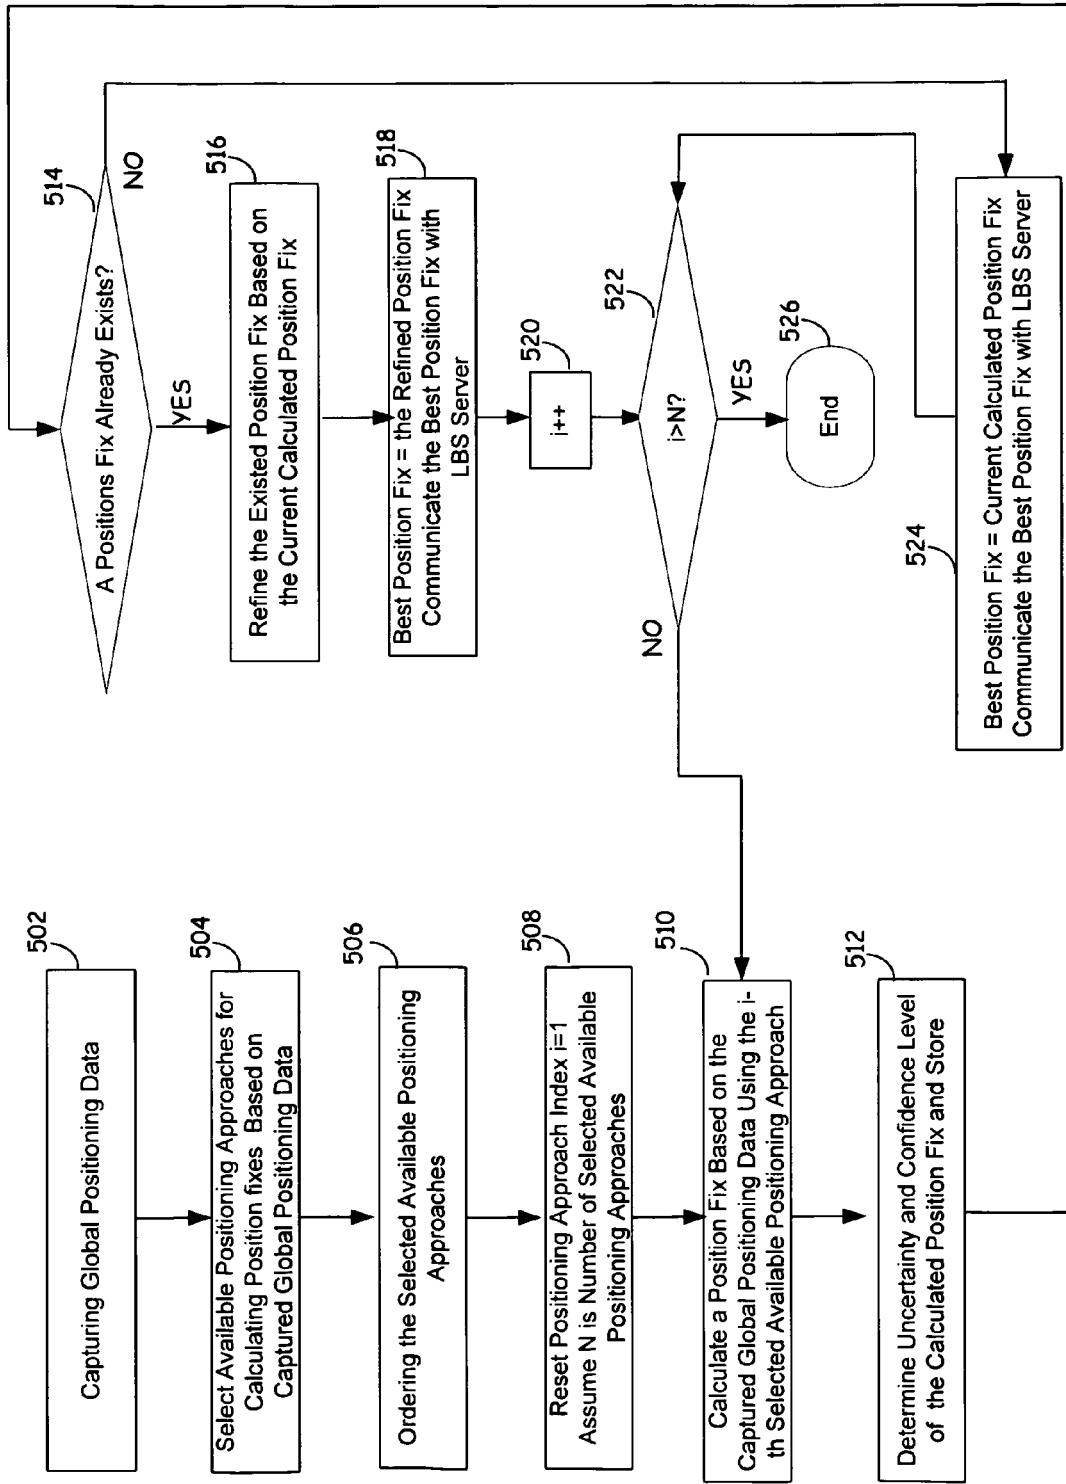 502
Capturing Global Positioning Data
504
Select Available Positioning Approaches for
Calculating Position fixes Based on
Captured Global Positioning Data
506
Ordering the Selected Available Positioning
Approaches
508
Reset Positioning Approach Index i=1
Assume N is Number of Selected Available
Positioning Approaches
510
Calculate a Position Fix Based on the
Captured Global Positioning Data Using the i-
th Selected Available Positioning Approach
512
Determine Uncertainty and Confidence Level
of the Calculated Position Fix and Store
514
A Positions Fix Already Exists?
NO
YES
516
Refine the Existed Position Fix Based on
the Current Calculated Position Fix
518
Best Position Fix = the Refined Position Fix
Communicate the Best Position Fix with
LBS Server
520
i++
522
i>N?
NO
YES
526
End
524
Best Position Fix = Current Calculated Position Fix
Communicate the Best Position Fix with LBS Server